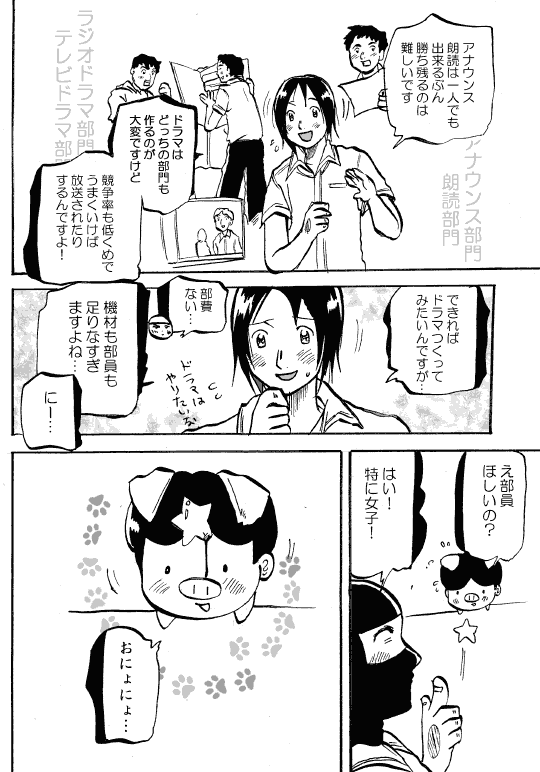 アナウンス
朗読は一人でも
出来るぶん
勝ち残るのは
難しいです
アナウンス部門
朗読部門
ドラマは
どっちの部門も
作るのが
大変ですけど
競争率も低くめで
うまくいけば
放送されたり
するんですよ!
ラジオドラマ部門
テレビドラマ部門
できれば
ドラマつくって
みたいんですが…
部費
ない…
ドラマは
やりたいな
機材も部員も
足りなすぎ
ますよね…
にー…
え部員
ほしいの?
はい!
特に女子!
おにょにょ…